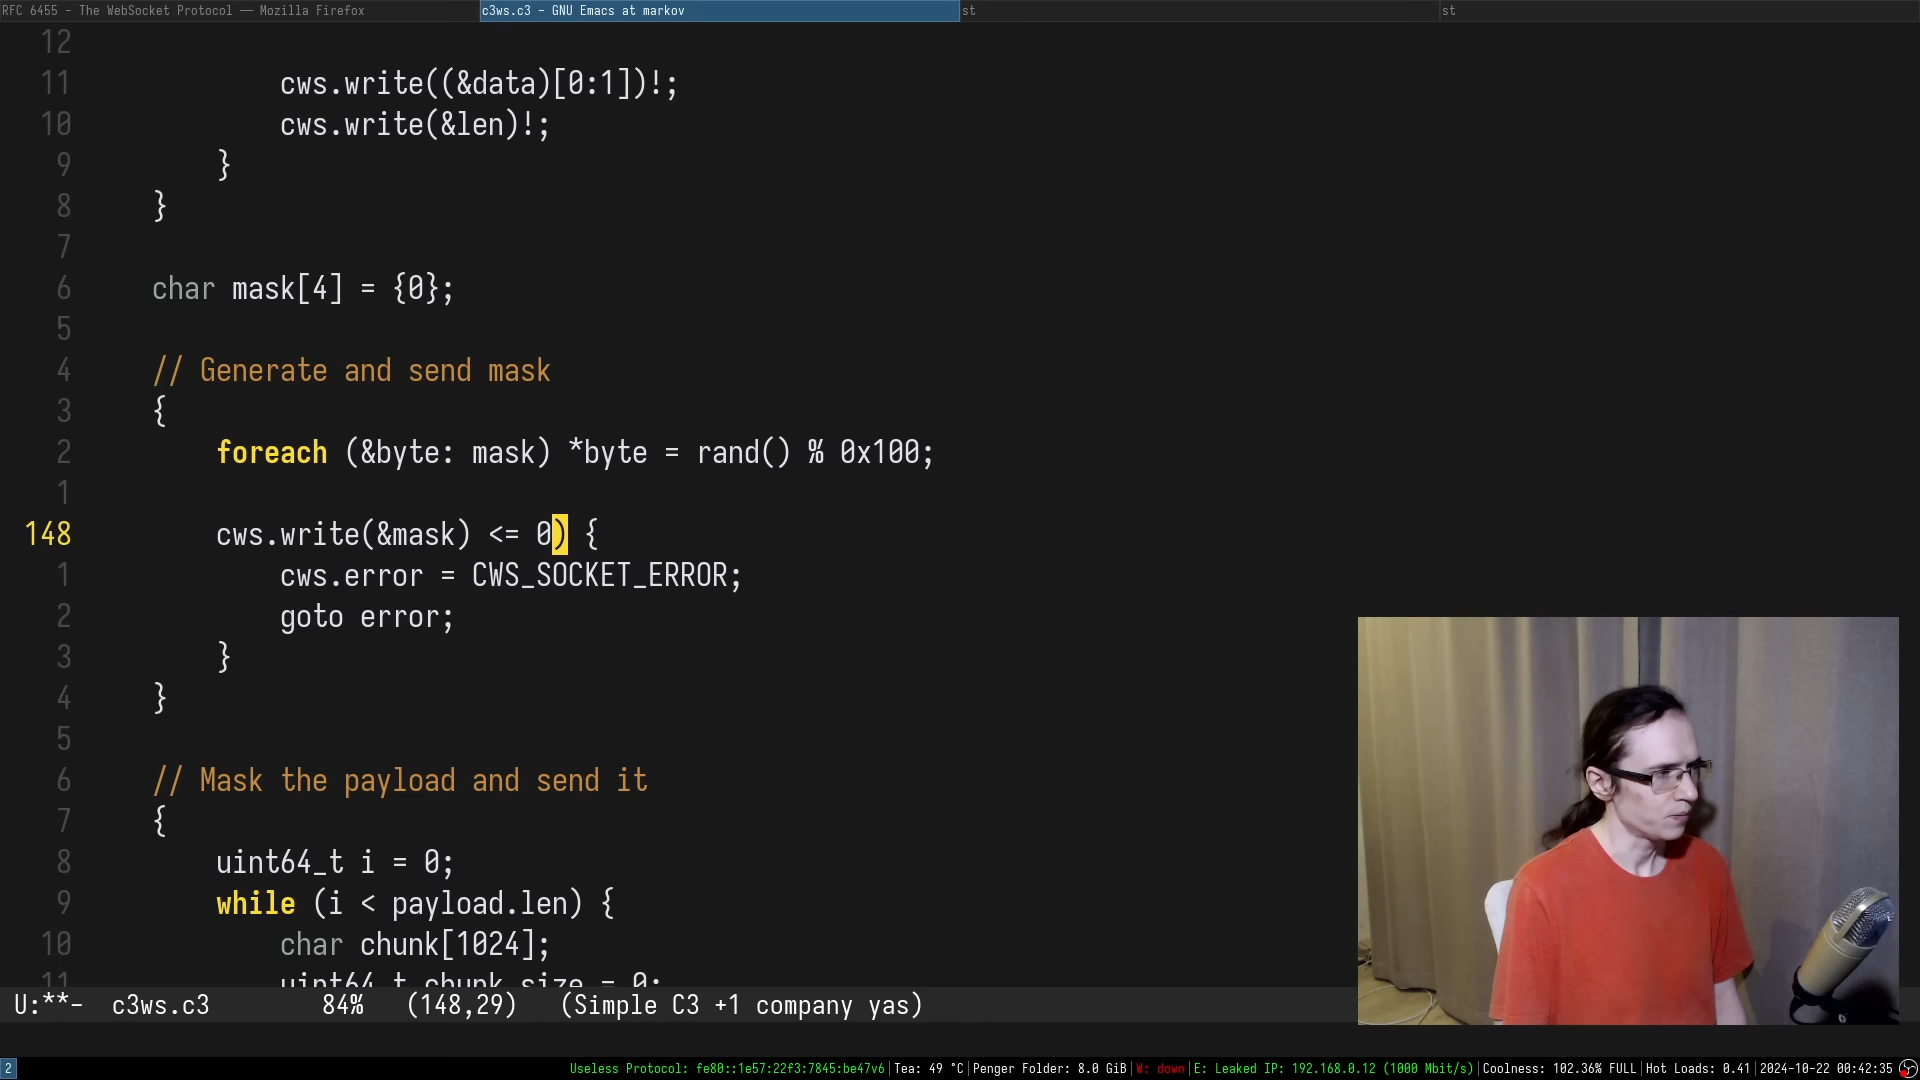 RFC 6455 - The WebSocket Protocol — Mozilla Firefox
c3ws.c3 - GNU Emacs at markov
st
st
12
11 cws.write((&data)[0:1])!;
10 cws.write(&len)!;
9 }
8 }
7
6 char mask[4] = {0};
5
4 // Generate and send mask
3 {
2 foreach (&byte: mask) *byte = rand() % 0x100;
1
148 cws.write(&mask) <= 0) {
1 cws.error = CWS_SOCKET_ERROR;
2 goto error;
3 }
4 }
5
6 // Mask the payload and send it
7 {
8 uint64_t i = 0;
9 while (i < payload.len) {
10 char chunk[1024];
11 uint64_t chunk_size = 0;
U:**- c3ws.c3 84% (148,29) (Simple C3 +1 company yas)
2
Useless Protocol: fe80::1e57:22f3:7845:be47v6|Tea: 49 °C|Penger Folder: 8.0 GiB|W: down|E: Leaked IP: 192.168.0.12 (1000 Mbit/s)|Coolness: 102.36% FULL|Hot Loads: 0.41|2024-10-22 00:42:35